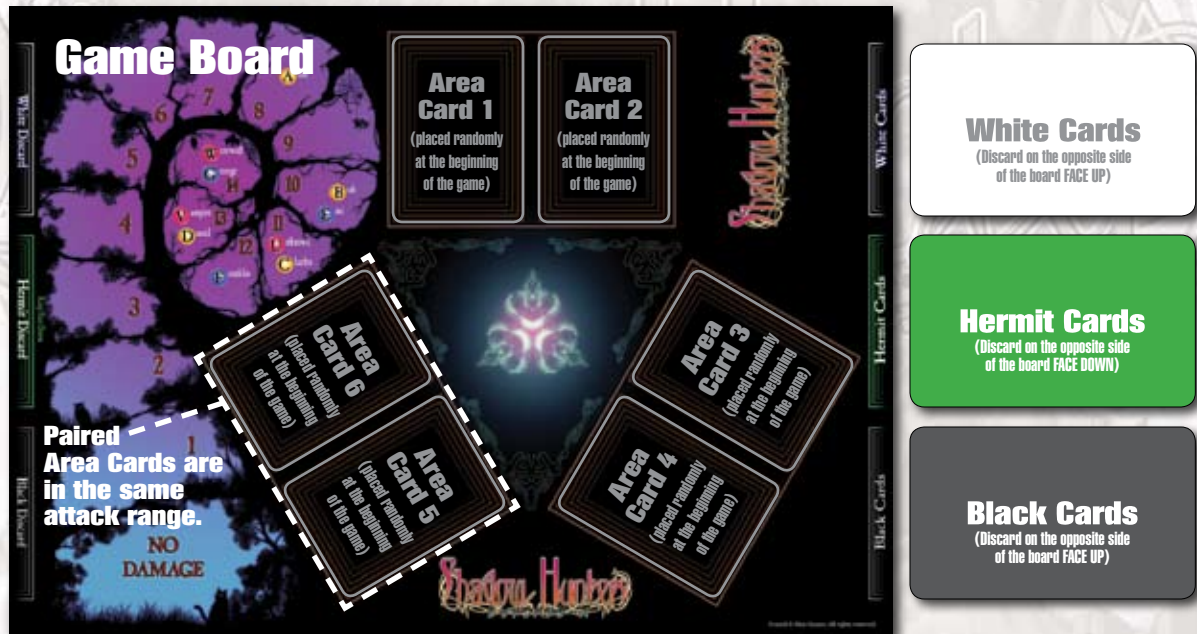 Game Board
White Discard
Hermit Discard
Black Discard
A
7
8
6
9
5
10
14
B
E
4
13
11
D
12
C
3
2
1
NO
DAMAGE
Paired
Area Cards are
in the same
attack range.
Area
Card 1
(placed randomly
at the beginning
of the game)
Area
Card 2
(placed randomly
at the beginning
of the game)
Shadow Hunters
Area
Card 3
(placed randomly
at the beginning
of the game)
Area
Card 4
(placed randomly
at the beginning
of the game)
Area
Card 6
(placed randomly
at the beginning
of the game)
Area
Card 5
(placed randomly
at the beginning
of the game)
Shadow Hunters
White Cards
Hermit Cards
Black Cards
White Cards
(Discard on the opposite side
of the board FACE UP)
Hermit Cards
(Discard on the opposite side
of the board FACE DOWN)
Black Cards
(Discard on the opposite side
of the board FACE UP)